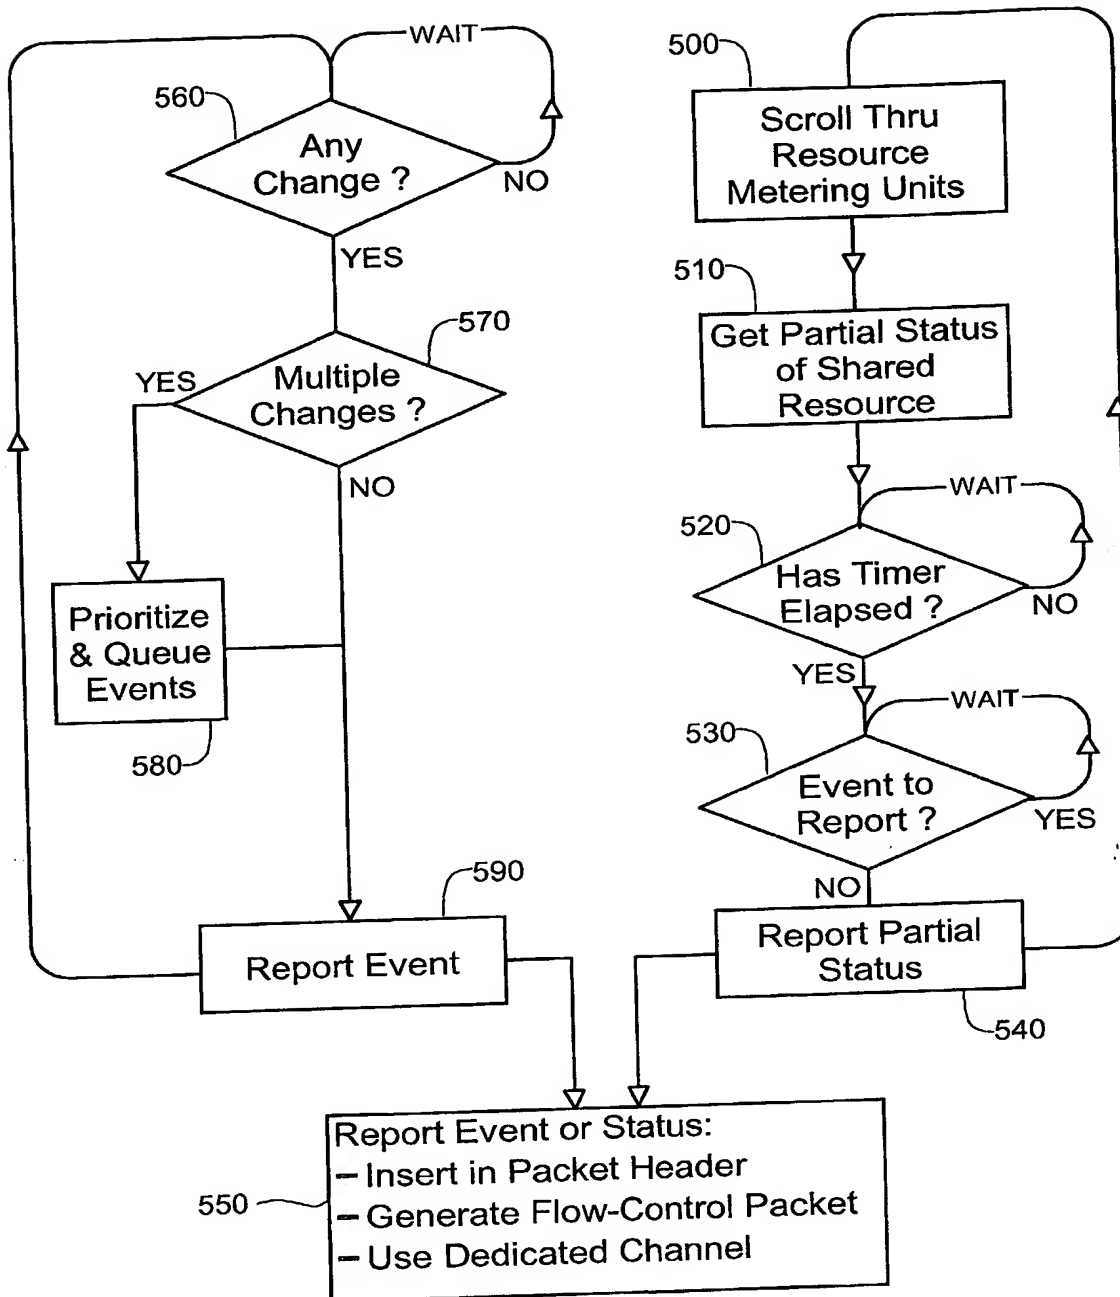 WAIT
560
Any
Change ?
NO
YES
570
YES
Multiple
Changes ?
NO
Prioritize
& Queue
Events
580
590
Report Event
500
Scroll Thru
Resource
Metering Units
510
Get Partial Status
of Shared
Resource
WAIT
520
Has Timer
Elapsed ?
NO
YES
WAIT
530
Event to
Report ?
YES
NO
Report Partial
Status
540
550
Report Event or Status:
– Insert in Packet Header
– Generate Flow-Control Packet
– Use Dedicated Channel